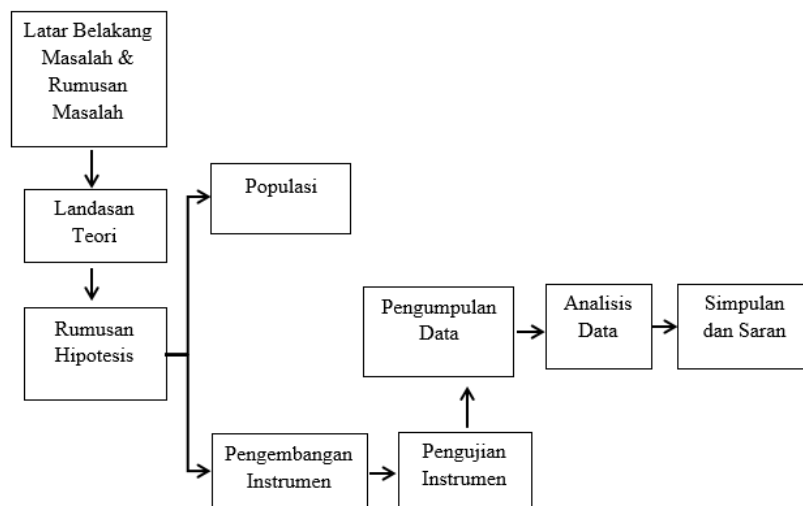 Latar Belakang
Masalah &
Rumusan
Masalah
Landasan
Teori
Rumusan
Hipotesis
Populasi
Pengembangan
Instrumen
Pengujian
Instrumen
Pengumpulan
Data
Analisis
Data
Simpulan
dan Saran